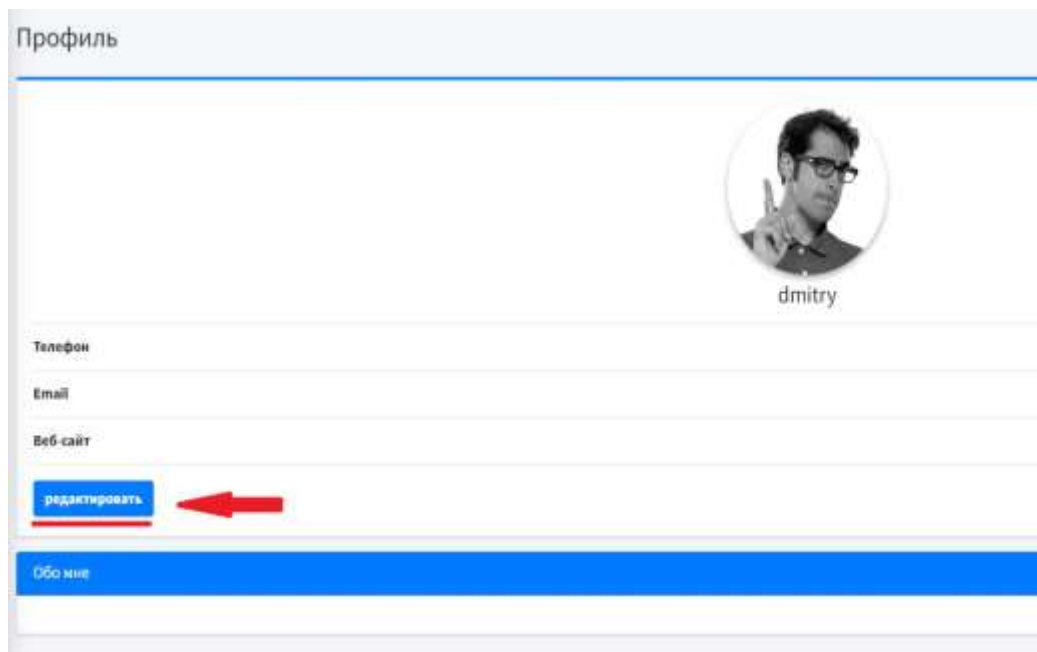 Профиль
dmitry
Телефон
Email
Веб-сайт
редактировать
Обо мне